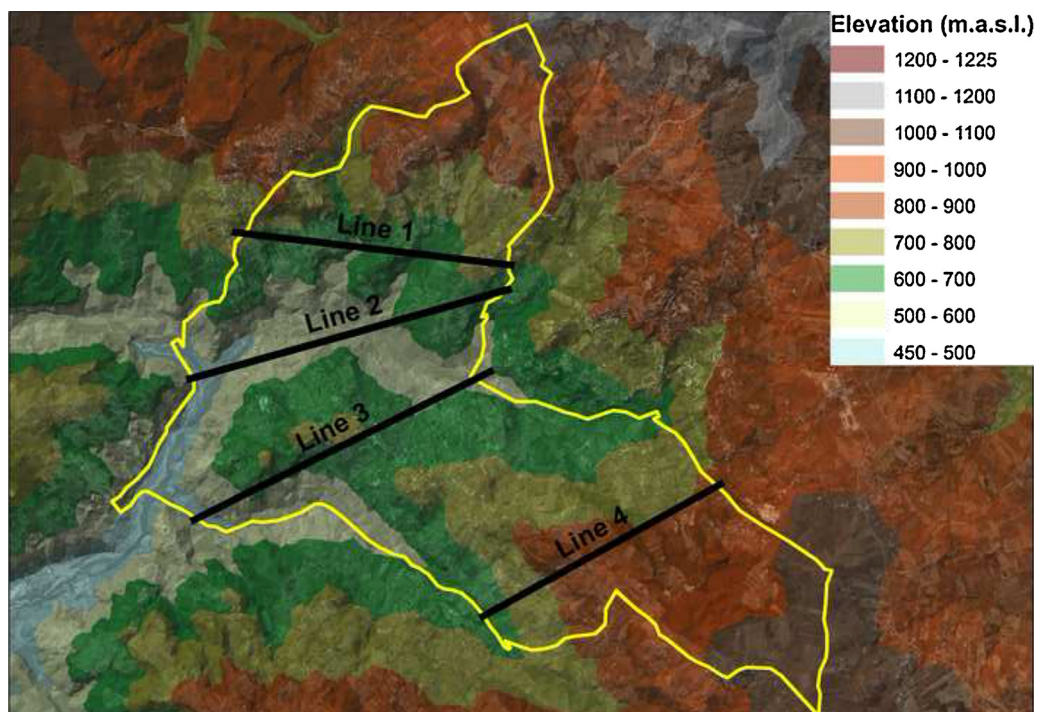 Elevation (m.a.s.l.)
1200 - 1225
1100 - 1200
1000 - 1100
900 - 1000
800 - 900
700 - 800
600 - 700
500 - 600
450 - 500
Line 1
Line 2
Line 3
Line 4